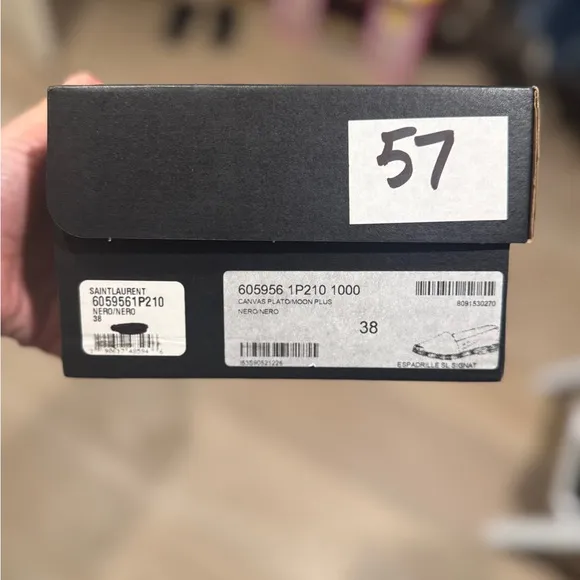 57
SAINTLAURENT
6059561P210
NERO/NERO
38
605956 1P210 1000
CANVAS PLATO/MOON PLUS
NERO/NERO
38
8091530270
ESPADRILLE SL SIGNAT